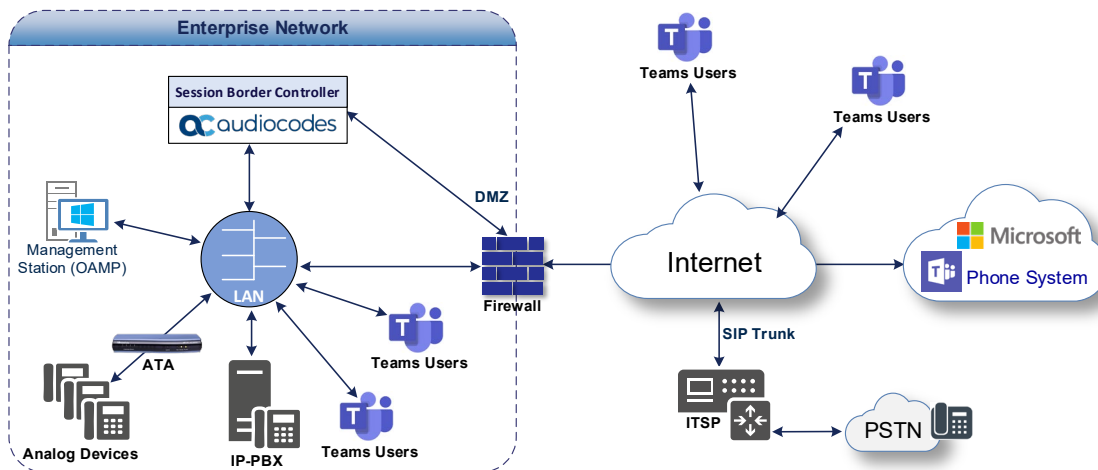 Enterprise Network
Session Border Controller
ac audiocodes
DMZ
Management
Station (OAMP)
LAN
Firewall
ATA
Analog Devices
IP-PBX
T
Teams Users
T
Teams Users
T
Teams Users
T
Teams Users
Internet
Microsoft
T
Phone System
SIP Trunk
ITSP
PSTN